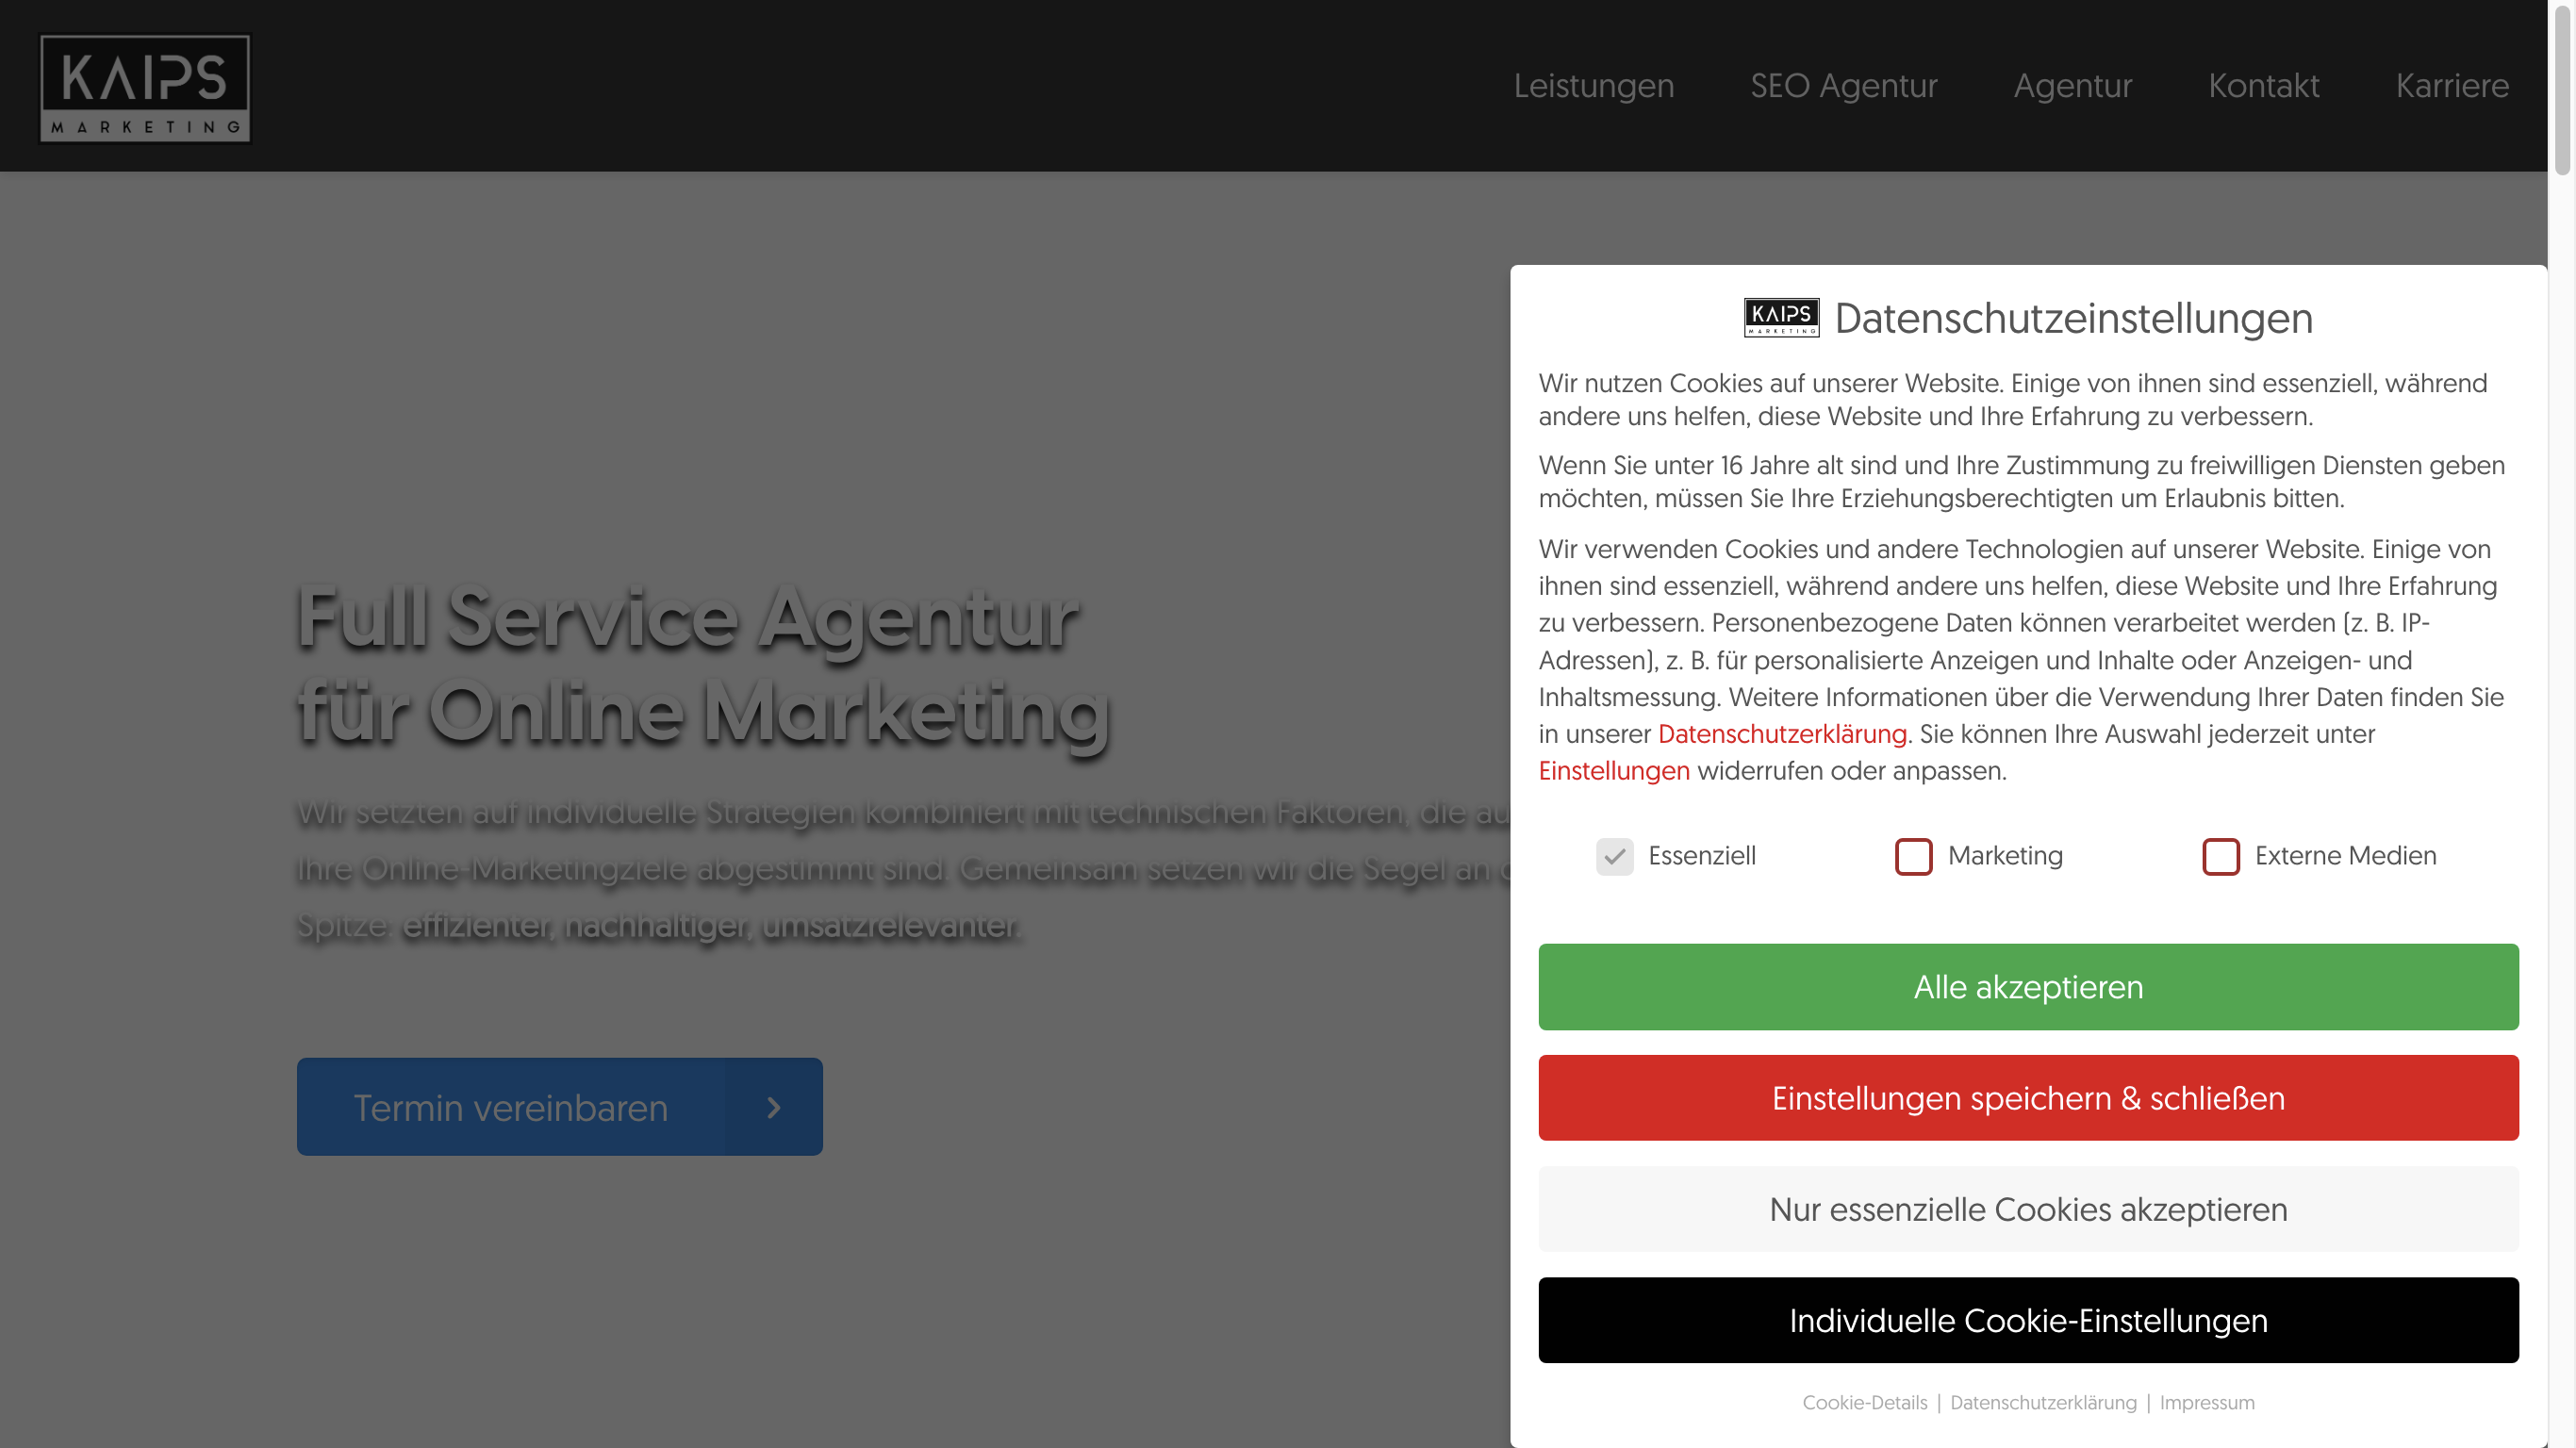 KAIPS
MARKETING
Leistungen
SEO Agentur
Agentur
Kontakt
Karriere
Full Service Agentur
für Online Marketing
Wir setzten auf individuelle Strategien kombiniert mit technischen Faktoren, die
Ihre Online-Marketingziele abgestimmt sind. Gemeinsam setzen wir die Segel an
Spitze: effizienter, nachhaltiger, umsatzrelevanter.
Termin vereinbaren
KAIPS
MARKETING
Datenschutzeinstellungen
Wir nutzen Cookies auf unserer Website. Einige von ihnen sind essenziell, während
andere uns helfen, diese Website und Ihre Erfahrung zu verbessern.
Wenn Sie unter 16 Jahre alt sind und Ihre Zustimmung zu freiwilligen Diensten geben
möchten, müssen Sie Ihre Erziehungsberechtigten um Erlaubnis bitten.
Wir verwenden Cookies und andere Technologien auf unserer Website. Einige von
ihnen sind essenziell, während andere uns helfen, diese Website und Ihre Erfahrung
zu verbessern. Personenbezogene Daten können verarbeitet werden (z. B. IP-
Adressen), z. B. für personalisierte Anzeigen und Inhalte oder Anzeigen- und
Inhaltsmessung. Weitere Informationen über die Verwendung Ihrer Daten finden Sie
in unserer Datenschutzerklärung. Sie können Ihre Auswahl jederzeit unter
Einstellungen widerrufen oder anpassen.
Essenziell
Marketing
Externe Medien
Alle akzeptieren
Einstellungen speichern & schließen
Nur essenzielle Cookies akzeptieren
Individuelle Cookie-Einstellungen
Cookie-Details | Datenschutzerklärung | Impressum